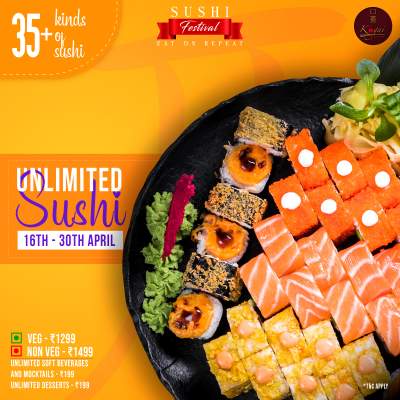 35+ kinds
of
sushi
SUSHI
Festival
EAT OR REPEAT
UNLIMITED
Sushi
16TH - 30TH APRIL
VEG - ₹1299
NON VEG - ₹1499
UNLIMITED SOFT BEVERAGES
AND MOCKTAILS - ₹199
UNLIMITED DESSERTS - ₹199
*T&C APPLY